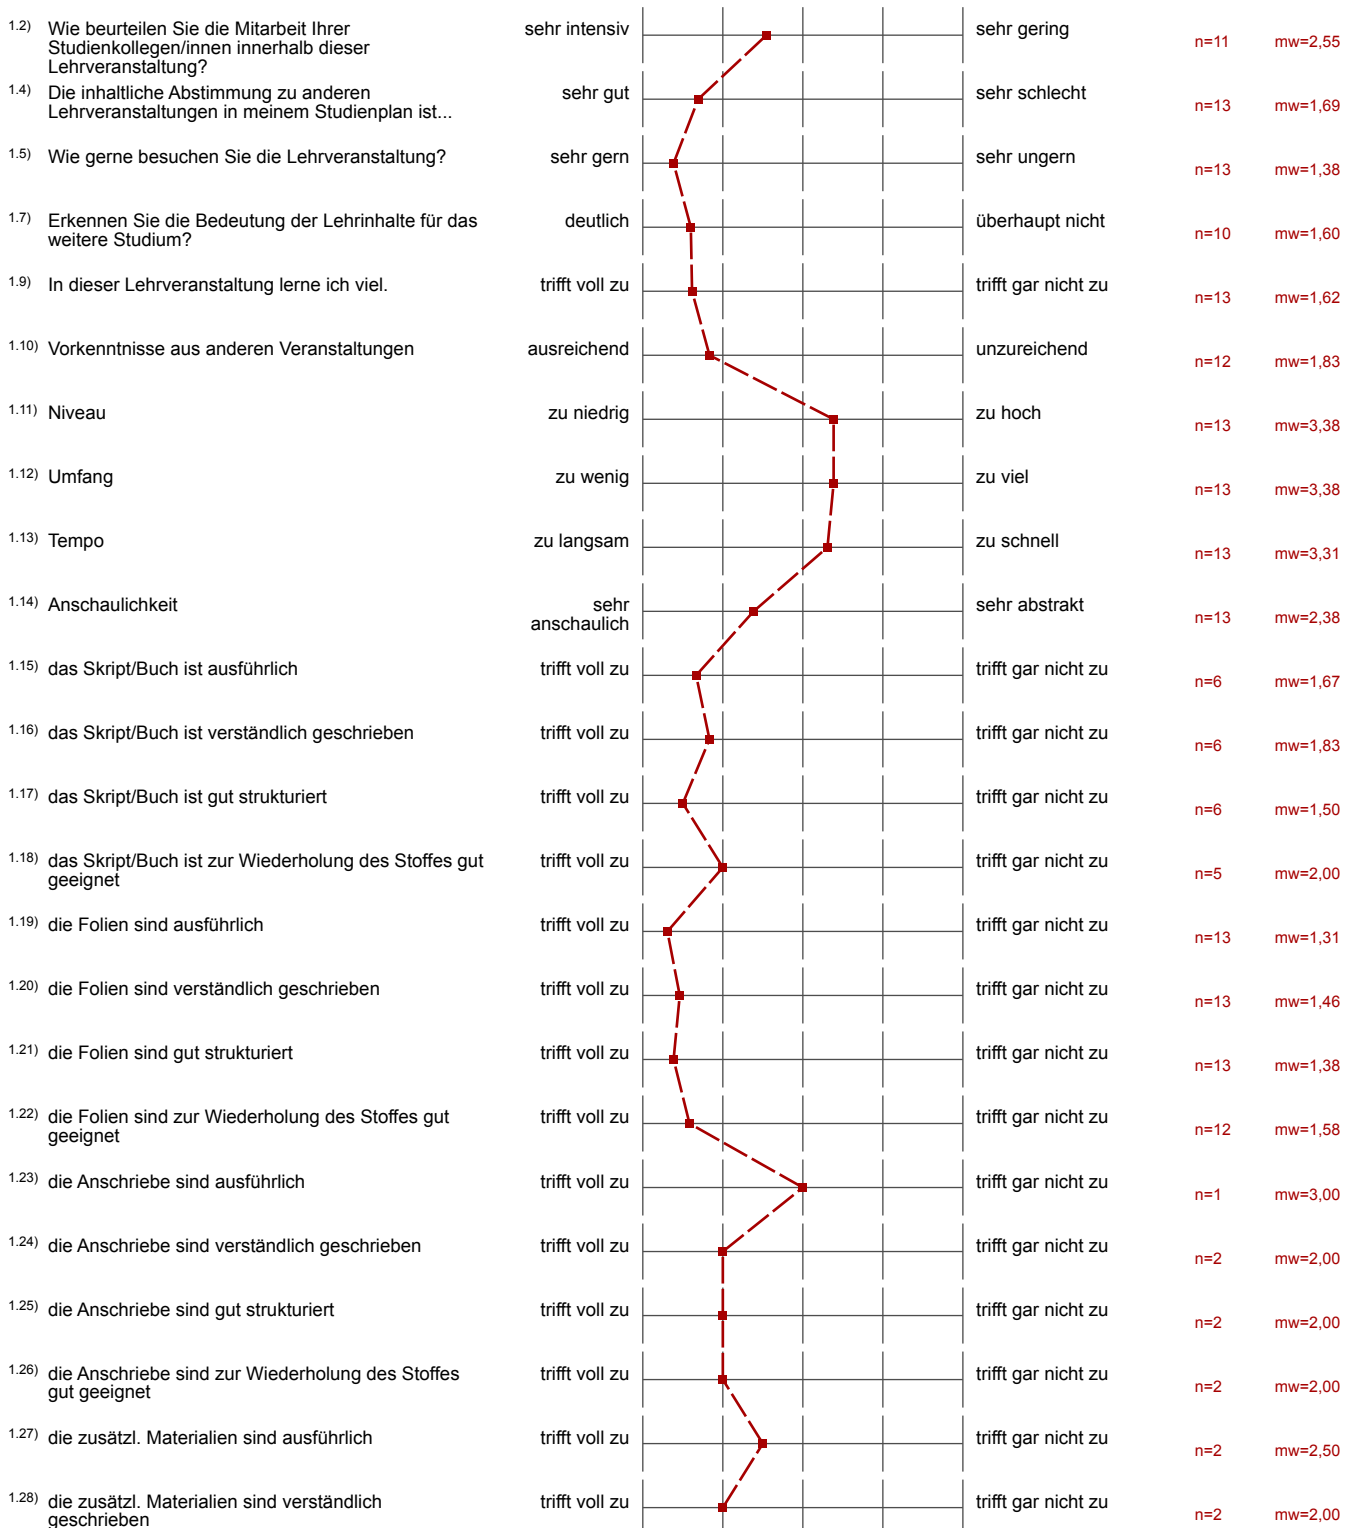 1.2) Wie beurteilen Sie die Mitarbeit Ihrer
Studienkollegen/innen innerhalb dieser
Lehrveranstaltung?
sehr intensiv
sehr gering
n=11 mw=2,55
1.4) Die inhaltliche Abstimmung zu anderen
Lehrveranstaltungen in meinem Studienplan ist...
sehr gut
sehr schlecht
n=13 mw=1,69
1.5) Wie gerne besuchen Sie die Lehrveranstaltung?
sehr gern
sehr ungern
n=13 mw=1,38
1.7) Erkennen Sie die Bedeutung der Lehrinhalte für das
weitere Studium?
deutlich
überhaupt nicht
n=10 mw=1,60
1.9) In dieser Lehrveranstaltung lerne ich viel.
trifft voll zu
trifft gar nicht zu
n=13 mw=1,62
1.10) Vorkenntnisse aus anderen Veranstaltungen
ausreichend
unzureichend
n=12 mw=1,83
1.11) Niveau
zu niedrig
zu hoch
n=13 mw=3,38
1.12) Umfang
zu wenig
zu viel
n=13 mw=3,38
1.13) Tempo
zu langsam
zu schnell
n=13 mw=3,31
1.14) Anschaulichkeit
sehr
anschaulich
sehr abstrakt
n=13 mw=2,38
1.15) das Skript/Buch ist ausführlich
trifft voll zu
trifft gar nicht zu
n=6 mw=1,67
1.16) das Skript/Buch ist verständlich geschrieben
trifft voll zu
trifft gar nicht zu
n=6 mw=1,83
1.17) das Skript/Buch ist gut strukturiert
trifft voll zu
trifft gar nicht zu
n=6 mw=1,50
1.18) das Skript/Buch ist zur Wiederholung des Stoffes gut
geeignet
trifft voll zu
trifft gar nicht zu
n=5 mw=2,00
1.19) die Folien sind ausführlich
trifft voll zu
trifft gar nicht zu
n=13 mw=1,31
1.20) die Folien sind verständlich geschrieben
trifft voll zu
trifft gar nicht zu
n=13 mw=1,46
1.21) die Folien sind gut strukturiert
trifft voll zu
trifft gar nicht zu
n=13 mw=1,38
1.22) die Folien sind zur Wiederholung des Stoffes gut
geeignet
trifft voll zu
trifft gar nicht zu
n=12 mw=1,58
1.23) die Anschriebe sind ausführlich
trifft voll zu
trifft gar nicht zu
n=1 mw=3,00
1.24) die Anschriebe sind verständlich geschrieben
trifft voll zu
trifft gar nicht zu
n=2 mw=2,00
1.25) die Anschriebe sind gut strukturiert
trifft voll zu
trifft gar nicht zu
n=2 mw=2,00
1.26) die Anschriebe sind zur Wiederholung des Stoffes
gut geeignet
trifft voll zu
trifft gar nicht zu
n=2 mw=2,00
1.27) die zusätzl. Materialien sind ausführlich
trifft voll zu
trifft gar nicht zu
n=2 mw=2,50
1.28) die zusätzl. Materialien sind verständlich
geschrieben
trifft voll zu
trifft gar nicht zu
n=2 mw=2,00